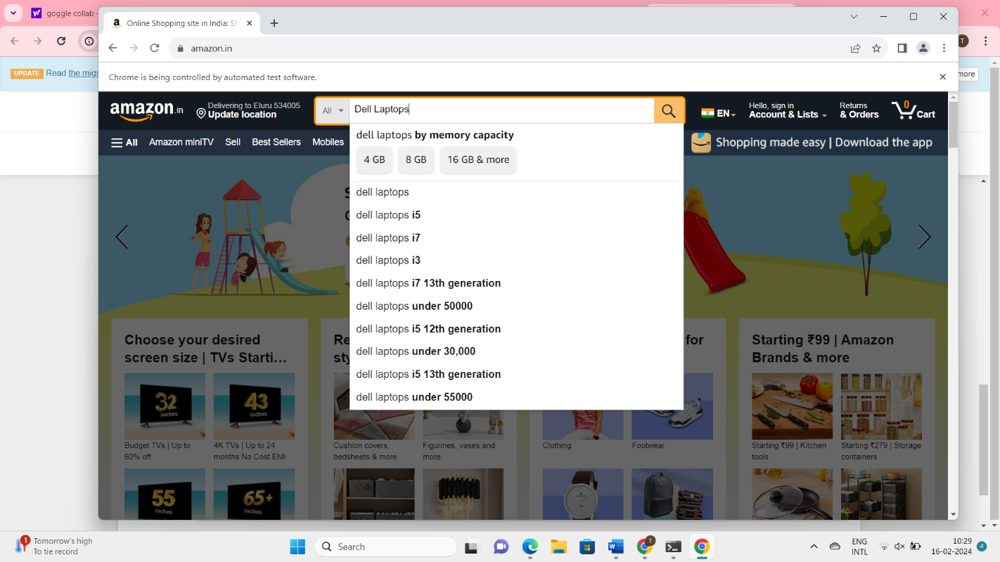 goggle collab -
Online Shopping site in India: Sh
T
amazon.in
UPDATE Read the migr
more
Chrome is being controlled by automated test software.
amazon.in
Delivering to Eluru 534005
Update location
All
Dell Laptops
EN
Hello, sign in
Account & Lists
Returns
& Orders
0
Cart
All
Amazon miniTV
Sell
Best Sellers
Mobiles
Shopping made easy | Download the app
dell laptops by memory capacity
4 GB
8 GB
16 GB & more
dell laptops
dell laptops i5
dell laptops i7
dell laptops i3
dell laptops i7 13th generation
dell laptops under 50000
dell laptops i5 12th generation
dell laptops under 30,000
dell laptops i5 13th generation
dell laptops under 55000
Choose your desired
screen size | TVs Starti…
32
inches
43
inches
Budget TVs | Up to
60% off
4K TVs | Up to 24
months No Cost EMI
55
inches
65+
inches
Cushion covers,
bedsheets & more
Figurines, vases and
more
for
Clothing
Footwear
Starting ₹99 | Amazon
Brands & more
Starting ₹99 | Kitchen
tools
Starting ₹279 | Storage
containers
1
Tomorrow's high
To tie record
Search
T
ENG
INTL
10:29
16-02-2024
4